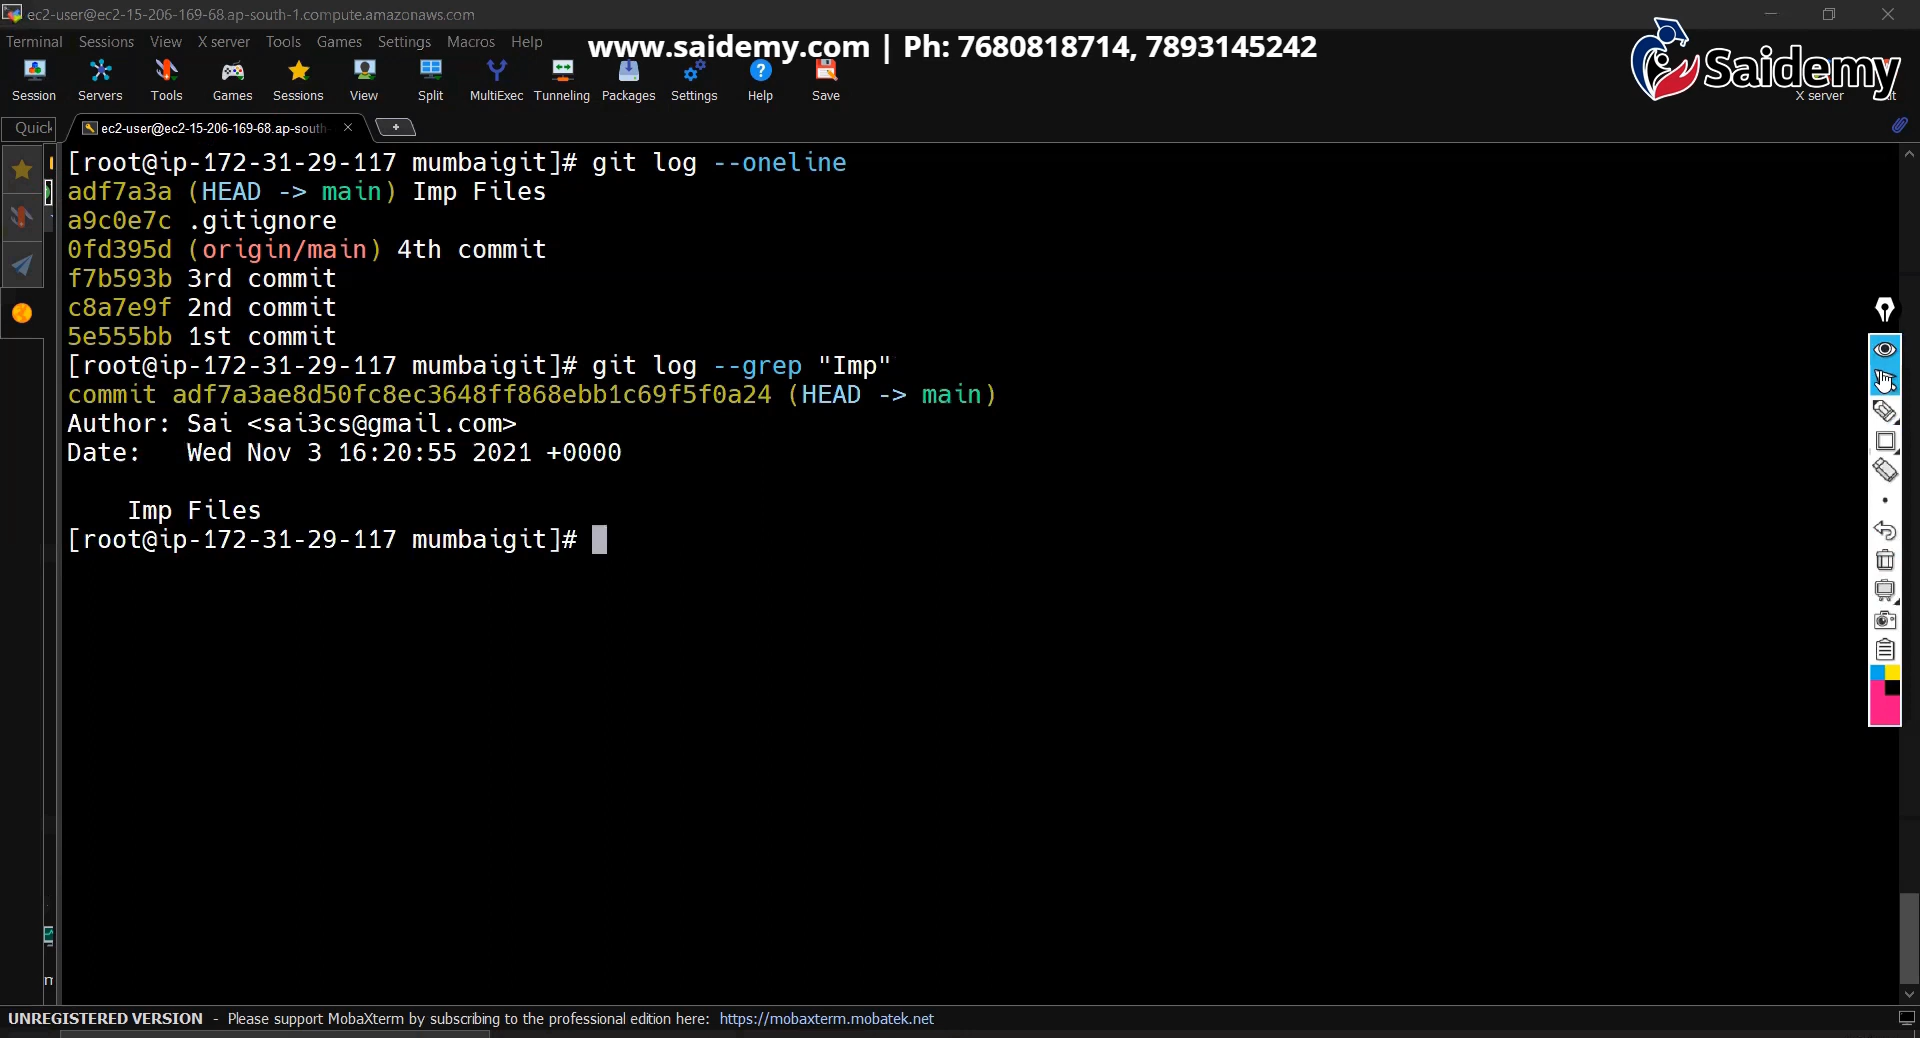 ec2-user@ec2-15-206-169-68.ap-south-1.compute.amazonaws.com
Terminal Sessions View X server Tools Games Settings Macros Help
www.saidemy.com | Ph: 7680818714, 7893145242
Saidemy
Session Servers Tools Games Sessions View Split MultiExec Tunneling Packages Settings Help Save X server
Quick ec2-user@ec2-15-206-169-68.ap-south-
[root@ip-172-31-29-117 mumbaigit]# git log --oneline
adf7a3a (HEAD -> main) Imp Files
a9c0e7c .gitignore
0fd395d (origin/main) 4th commit
f7b593b 3rd commit
c8a7e9f 2nd commit
5e555bb 1st commit
[root@ip-172-31-29-117 mumbaigit]# git log --grep "Imp"
commit adf7a3ae8d50fc8ec3648ff868ebb1c69f5f0a24 (HEAD -> main)
Author: Sai <sai3cs@gmail.com>
Date:   Wed Nov 3 16:20:55 2021 +0000
Imp Files
[root@ip-172-31-29-117 mumbaigit]#
UNREGISTERED VERSION - Please support MobaXterm by subscribing to the professional edition here: https://mobaxterm.mobatek.net